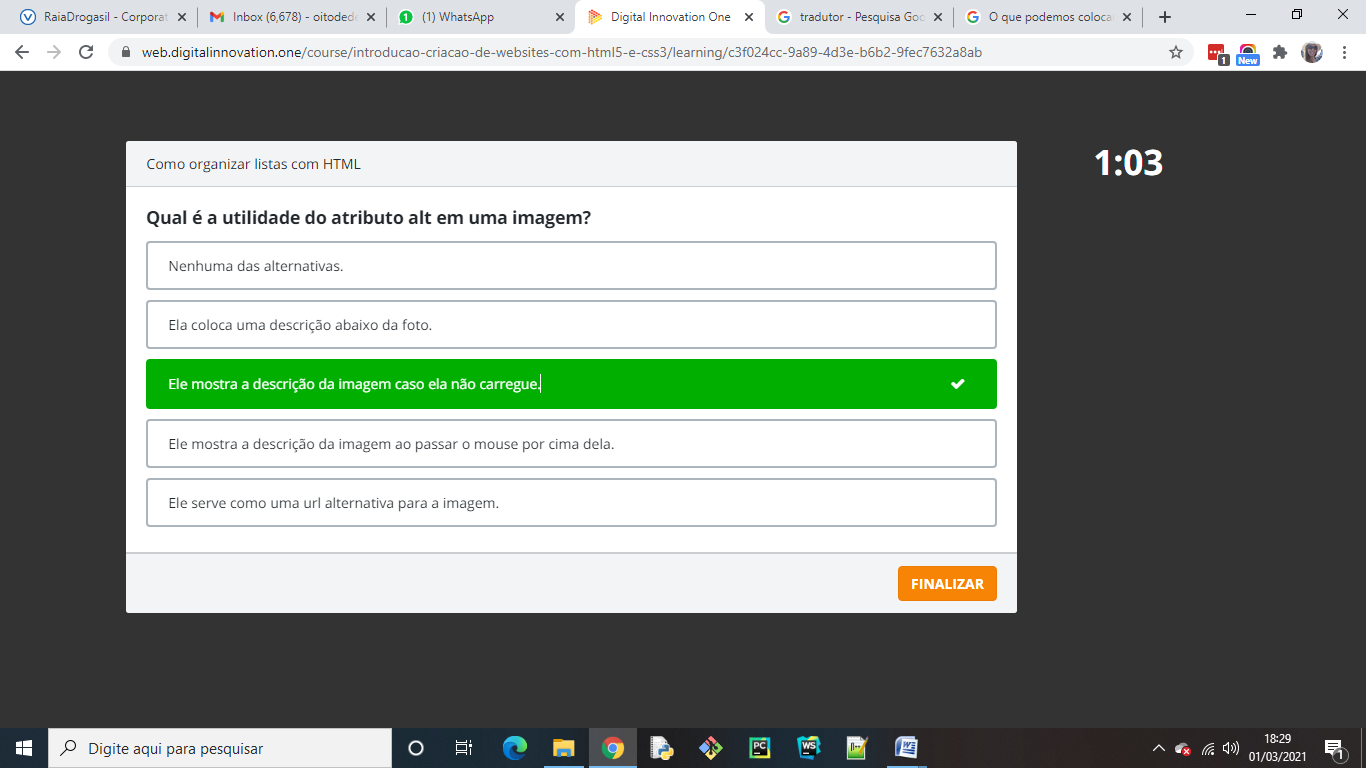 RaiaDrogasil - Corporat
Inbox (6,678) - oitodede
(1) WhatsApp
Digital Innovation One
tradutor - Pesquisa Goo
O que podemos coloca
web.digitalinnovation.one/course/introducao-criacao-de-websites-com-html5-e-css3/learning/c3f024cc-9a89-4d3e-b6b2-9fec7632a8ab
1
New
Como organizar listas com HTML
1:03
Qual é a utilidade do atributo alt em uma imagem?
Nenhuma das alternativas.
Ela coloca uma descrição abaixo da foto.
Ele mostra a descrição da imagem caso ela não carregue.
Ele mostra a descrição da imagem ao passar o mouse por cima dela.
Ele serve como uma url alternativa para a imagem.
FINALIZAR
Digite aqui para pesquisar
PC
WS
18:29
01/03/2021
1